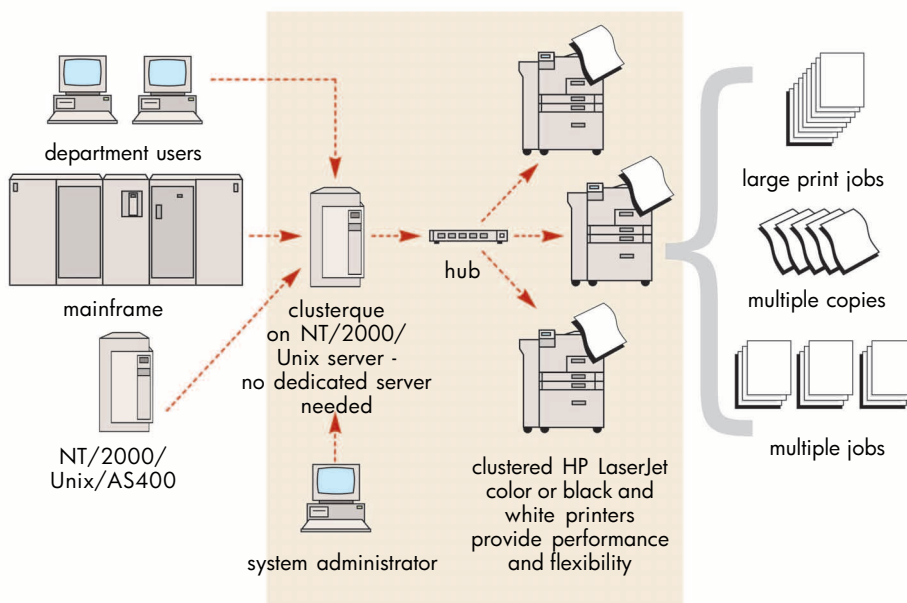 department users
mainframe
NT/2000/
Unix/AS400
clusterque
on NT/2000/
Unix server -
no dedicated server
needed
system administrator
hub
clustered HP LaserJet
color or black and
white printers
provide performance
and flexibility
large print jobs
multiple copies
multiple jobs